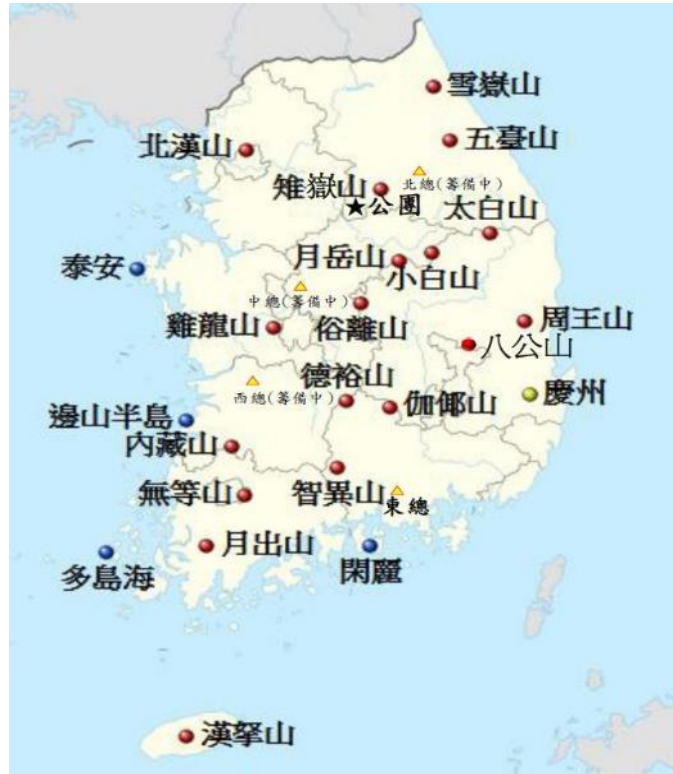 雪嶽山
五臺山
北漢山
雉嶽山
北總(籌備中)
★公園
太白山
月岳山
小白山
泰安
中總(籌備中)
雞龍山
俗離山
周王山
八公山
德裕山
西總(籌備中)
伽倻山
慶州
邊山半島
內藏山
無等山
智異山
東總
月出山
閑麗
多島海
漢拏山